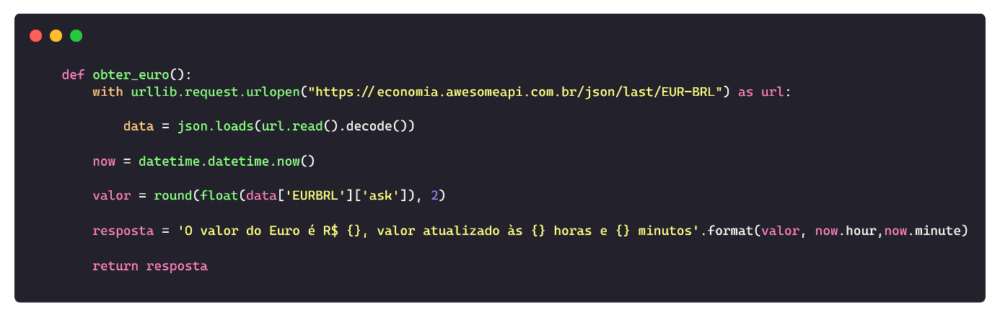 def obter_euro():
with urllib.request.urlopen("https://economia.awesomeapi.com.br/json/last/EUR-BRL") as url:
data = json.loads(url.read().decode())
now = datetime.datetime.now()
valor = round(float(data['EURBRL']['ask']), 2)
resposta = 'O valor do Euro é R$ {}, valor atualizado às {} horas e {} minutos'.format(valor, now.hour,now.minute)
return resposta